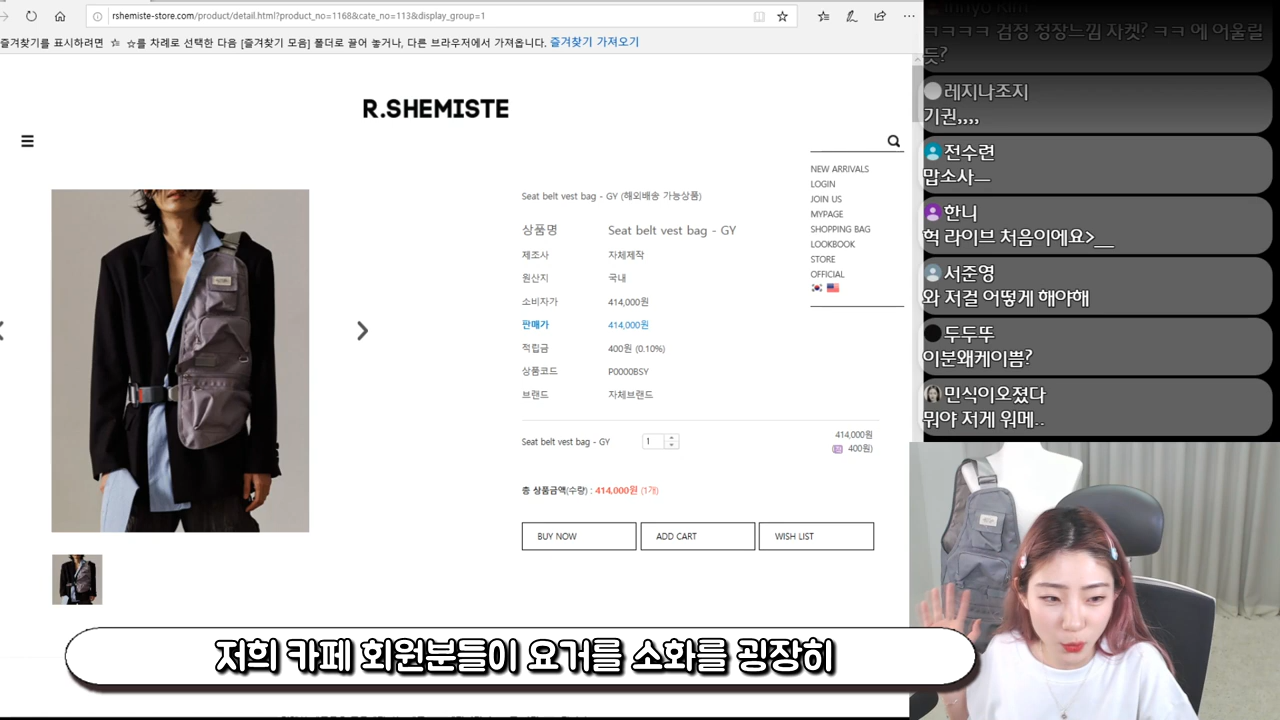 rshemiste-store.com/product/detail.html?product_no=1168&cate_no=113&display_group=1
즐겨찾기를 표시하려면 ☆ 를 차례로 선택한 다음 [즐겨찾기 모음] 폴더로 끌어 놓거나, 다른 브라우저에서 가져옵니다. 즐겨찾기 가져오기
R.SHEMISTE
NEW ARRIVALS
LOGIN
JOIN US
MYPAGE
SHOPPING BAG
LOOKBOOK
STORE
OFFICIAL
Seat belt vest bag - GY (해외배송 가능상품)
상품명 Seat belt vest bag - GY
제조사 자체제작
원산지 국내
소비자가 414,000원
판매가 414,000원
적립금 400원 (0.10%)
상품코드 P0000BSY
브랜드 자체브랜드
Seat belt vest bag - GY 1 414,000원
400원)
총 상품금액(수량) : 414,000원 (1개)
BUY NOW ADD CART WISH LIST
ㅋㅋㅋㅋ 검정 정장느낌 자켓? ㅋㅋ 에 어울릴
듯?
레지나조지
기권,,,,
전수련
맙소사ㅡ
한니
헉 라이브 처음이에요>__
서준영
와 저걸 어떻게 해야해
두두뚜
이분왜케이쁨?
민식이오졌다
뭐야 저게 워메..
저희 카페 회원분들이 요거를 소화를 굉장히